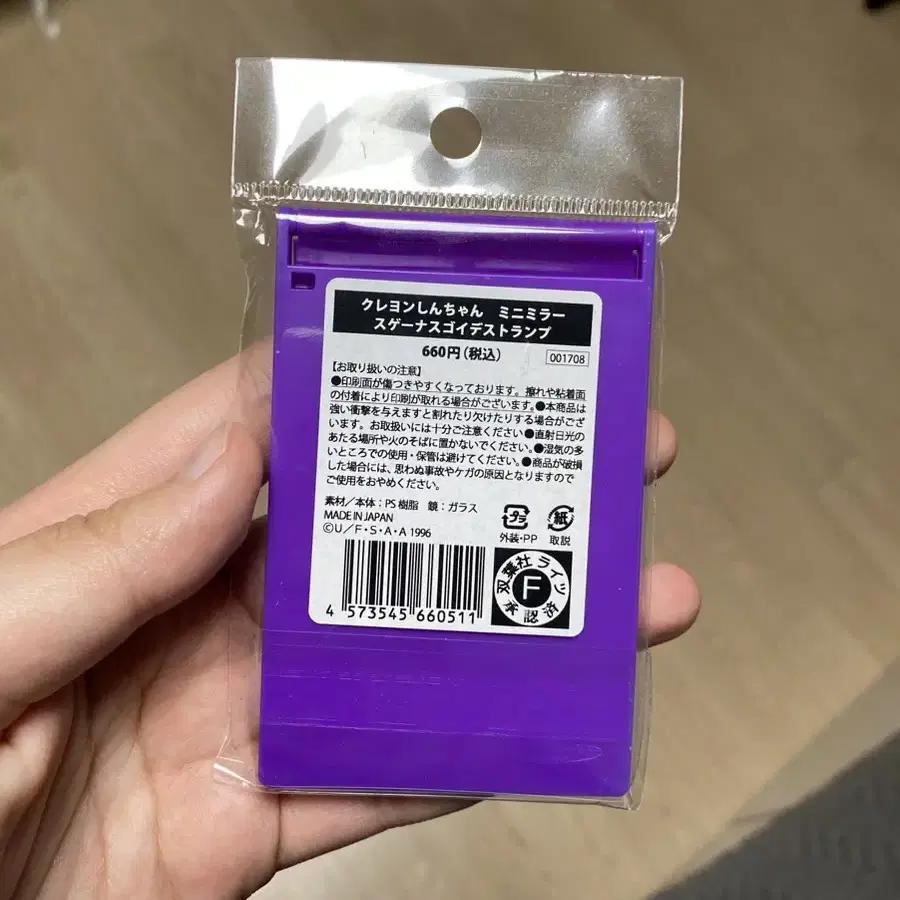 クレヨンしんちゃん ミニミラー
スゲーナスゴイデストランプ
660円(税込)
001708
【お取り扱いの注意】
●印刷面が傷つきやすくなっております。擦れや粘着面
の付着により印刷が取れる場合がございます。●本商品は
強い衝撃を与えますと割れたり欠けたりする場合がござ
います。お取扱いには十分ご注意ください●直射日光の
あたる場所や火のそばに置かないでください。●湿気の多
いところでの使用・保管は避けてください。●商品が破損
した場合には、思わぬ事故やケガの原因となりますので
ご使用をおやめください。
素材/本体:PS樹脂 鏡:ガラス
MADE IN JAPAN
©U/F・S・A・A 1996
プラ
外装・PP
紙
取説
4 573545 660511
双葉社ライツ
F
承認済